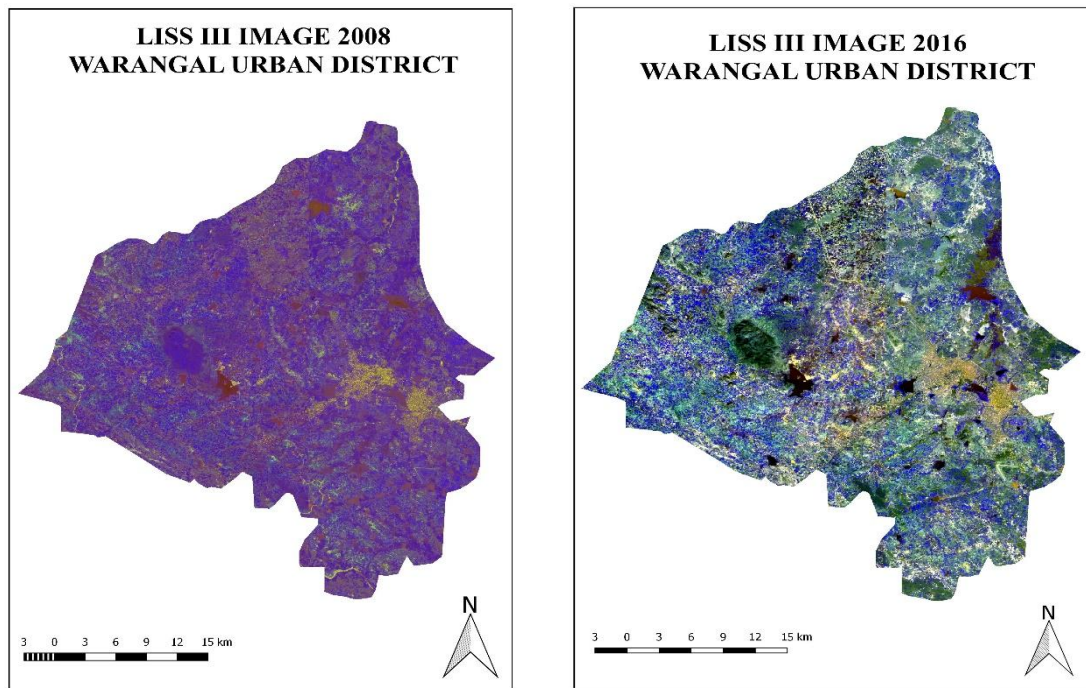 LISS III IMAGE 2008
WARANGAL URBAN DISTRICT
N
3 0 3 6 9 12 15 km
LISS III IMAGE 2016
WARANGAL URBAN DISTRICT
N
3 0 3 6 9 12 15 km